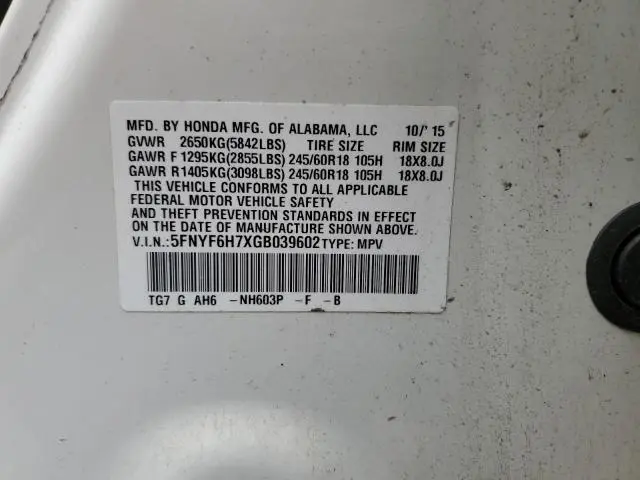 MFD. BY HONDA MFG. OF ALABAMA, LLC 10/'15
GVWR 2650KG(5842LBS) TIRE SIZE RIM SIZE
GAWR F 1295KG(2855LBS) 245/60R18 105H 18X8.0J
GAWR R 1405KG(3098LBS) 245/60R18 105H 18X8.0J
THIS VEHICLE CONFORMS TO ALL APPLICABLE
FEDERAL MOTOR VEHICLE SAFETY
AND THEFT PREVENTION STANDARDS IN EFFECT
ON THE DATE OF MANUFACTURE SHOWN ABOVE.
V.I.N.:5FNYF6H7XGB039602 TYPE: MPV
TG7 G AH6 -NH603P -F -B